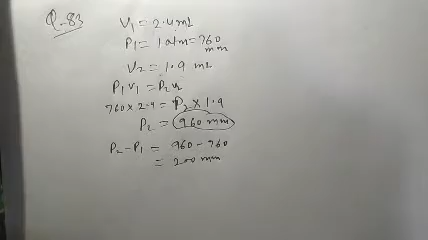 Q-83
V₁ = 2.4 mL
P₁ = 1 atm = 760 mm
V₂ = 1.9 mL
P₁V₁ = P₂V₂
760 × 2.4 = P₂ × 1.9
P₂ = 960 mm
P₂ - P₁ = 960 - 760
= 200 mm